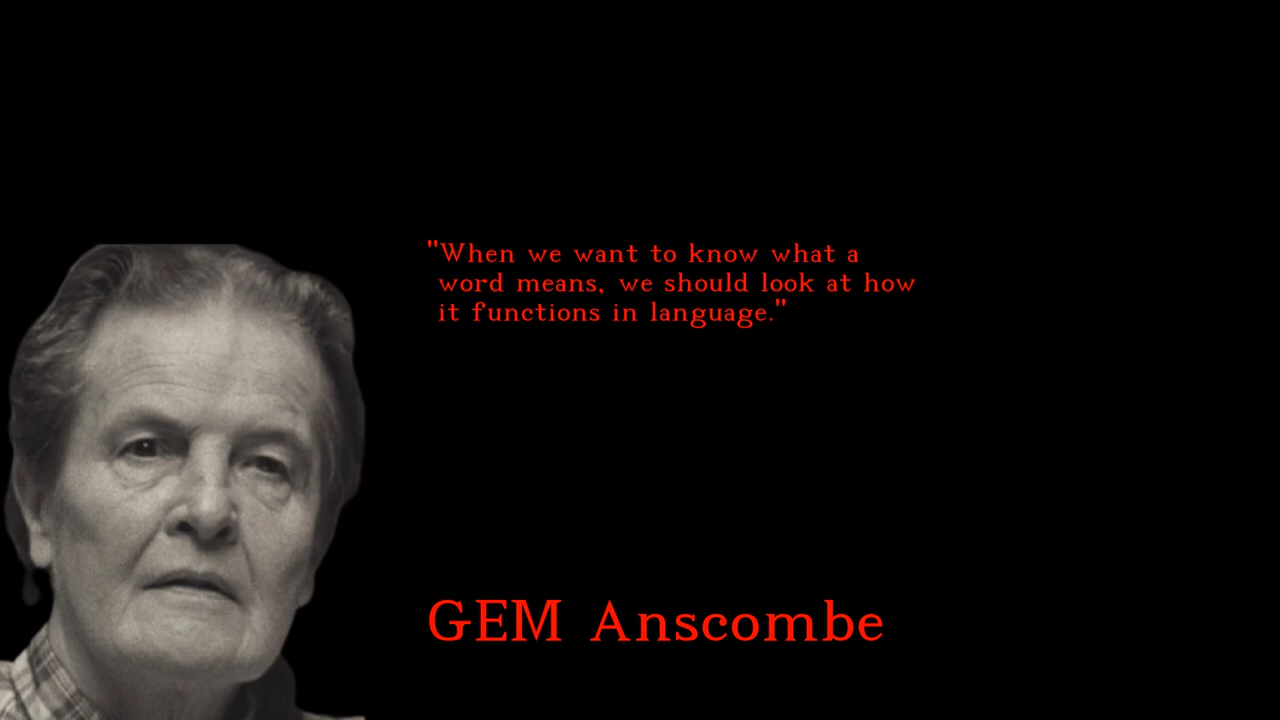 "When we want to know what a
word means, we should look at how
it functions in language."
GEM Anscombe